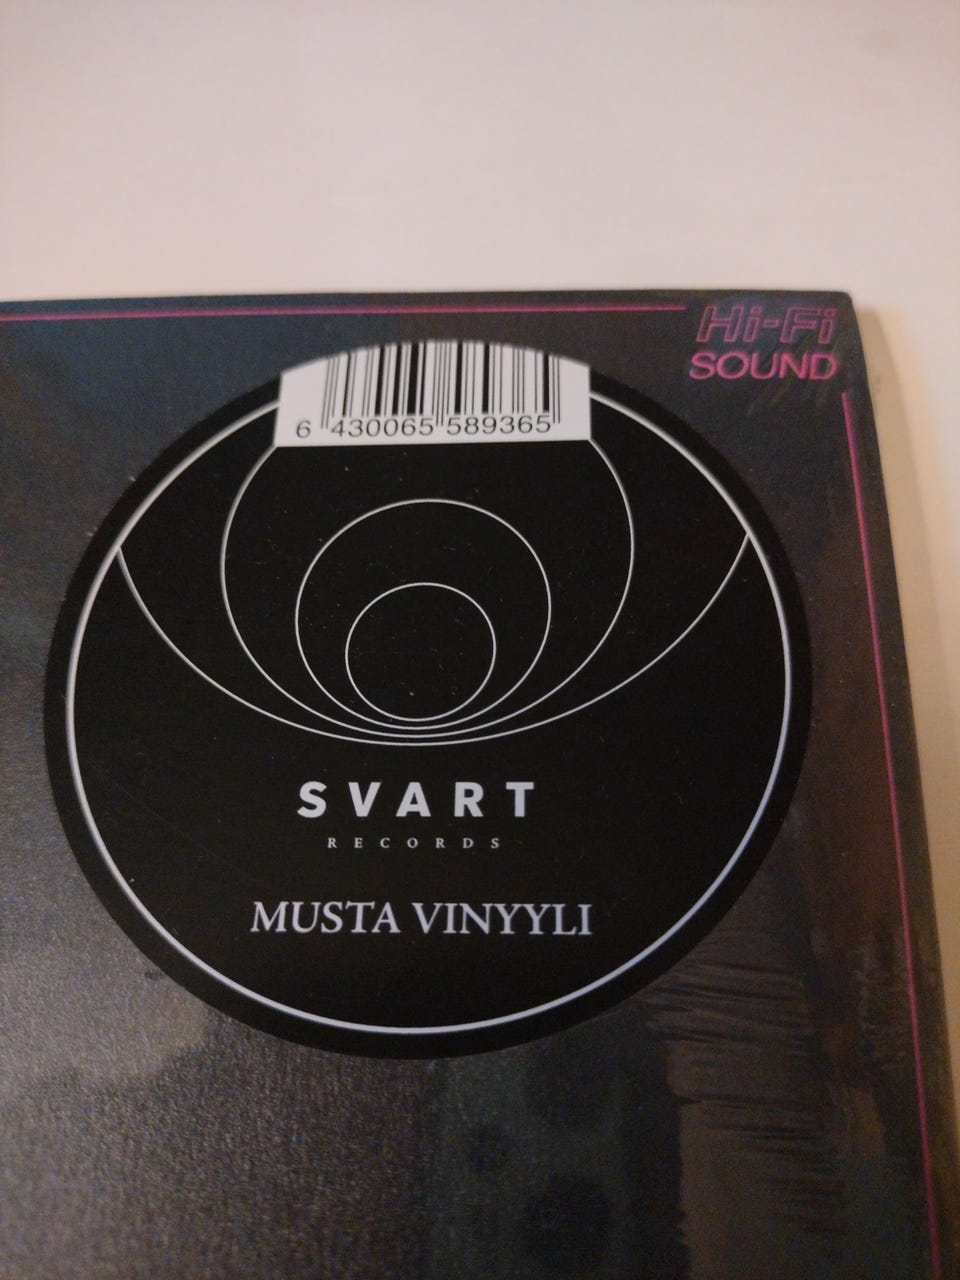 Hi-Fi
SOUND
6 430065 589365
SVART
RECORDS
MUSTA VINYYLI